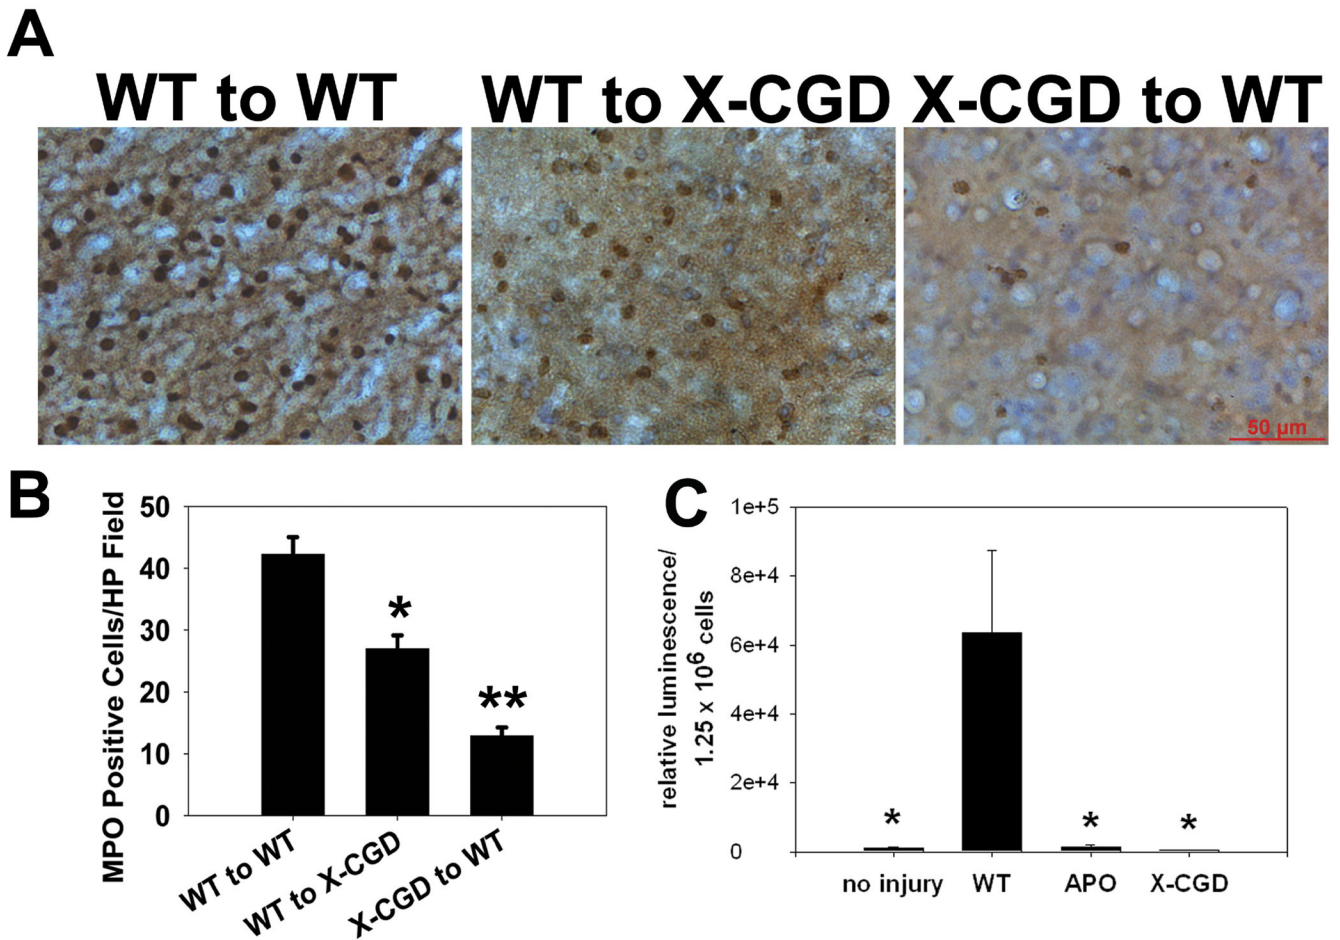 A
WT to WT
WT to X-CGD
X-CGD to WT
50 µm
B
MPO Positive Cells/HP Field
50
40
30
20
10
0
*
**
WT to WT
WT to X-CGD
X-CGD to WT
C
relative luminescence/
1.25 x 10⁶ cells
1e+5
8e+4
6e+4
4e+4
2e+4
0
*
*
*
no injury
WT
APO
X-CGD